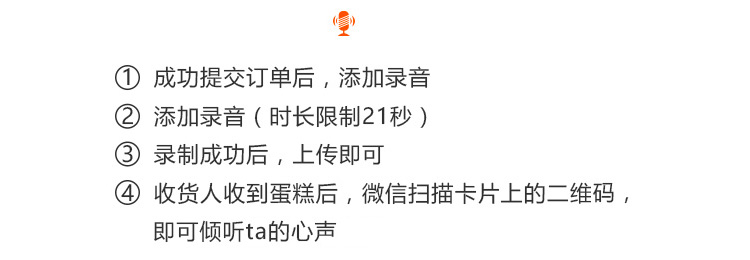 ① 成功提交订单后，添加录音
② 添加录音（时长限制21秒）
③ 录制成功后，上传即可
④ 收货人收到蛋糕后，微信扫描卡片上的二维码，
即可倾听ta的心声